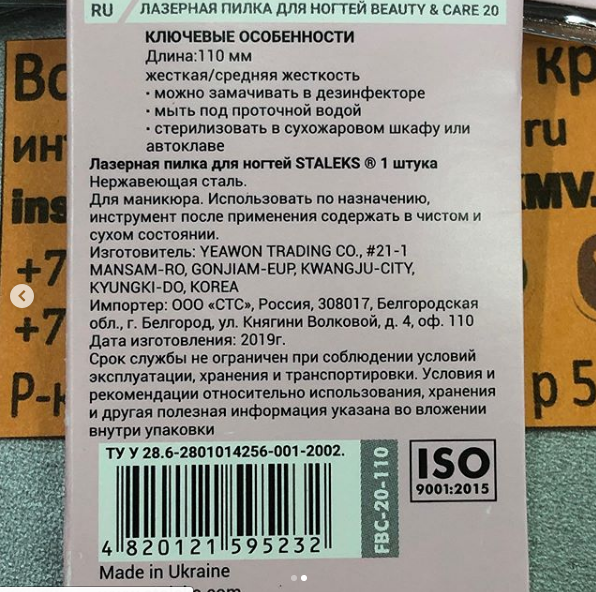 RU
ЛАЗЕРНАЯ ПИЛКА ДЛЯ НОГТЕЙ BEAUTY & CARE 20
КЛЮЧЕВЫЕ ОСОБЕННОСТИ
Длина:110 мм
жесткая/средняя жесткость
• можно замачивать в дезинфекторе
• мыть под проточной водой
• стерилизовать в сухожаровом шкафу или
автоклаве
Лазерная пилка для ногтей STALEKS ® 1 штука
Нержавеющая сталь.
Для маникюра. Использовать по назначению,
инструмент после применения содержать в чистом и
сухом состоянии.
Изготовитель: YEAWON TRADING CO., #21-1
MANSAM-RO, GONJIAM-EUP, KWANGJU-CITY,
KYUNGKI-DO, KOREA
Импортер: ООО «СТС», Россия, 308017, Белгородская
обл., г. Белгород, ул. Княгини Волковой, д. 4, оф. 110
Дата изготовления: 2019г.
Срок службы не ограничен при соблюдении условий
эксплуатации, хранения и транспортировки. Условия и
рекомендации относительно использования, хранения
и другая полезная информация указана во вложении
внутри упаковки
ТУ У 28.6-2801014256-001-2002.
4 820121 595232
FBC-20-110
ISO
9001:2015
Made in Ukraine
ru
+7
+7